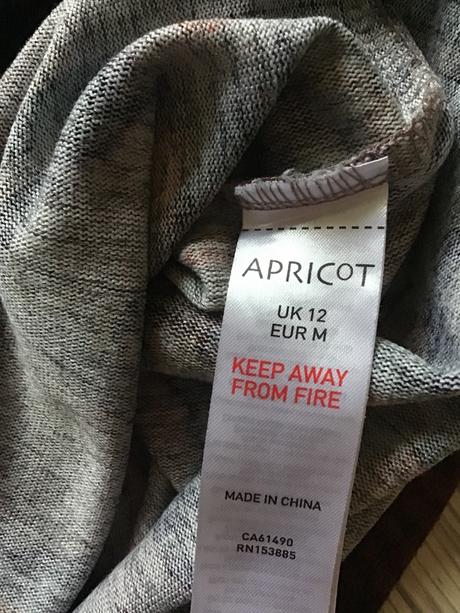 APRICOT
UK 12
EUR M
KEEP AWAY
FROM FIRE
MADE IN CHINA
CA61490
RN153885